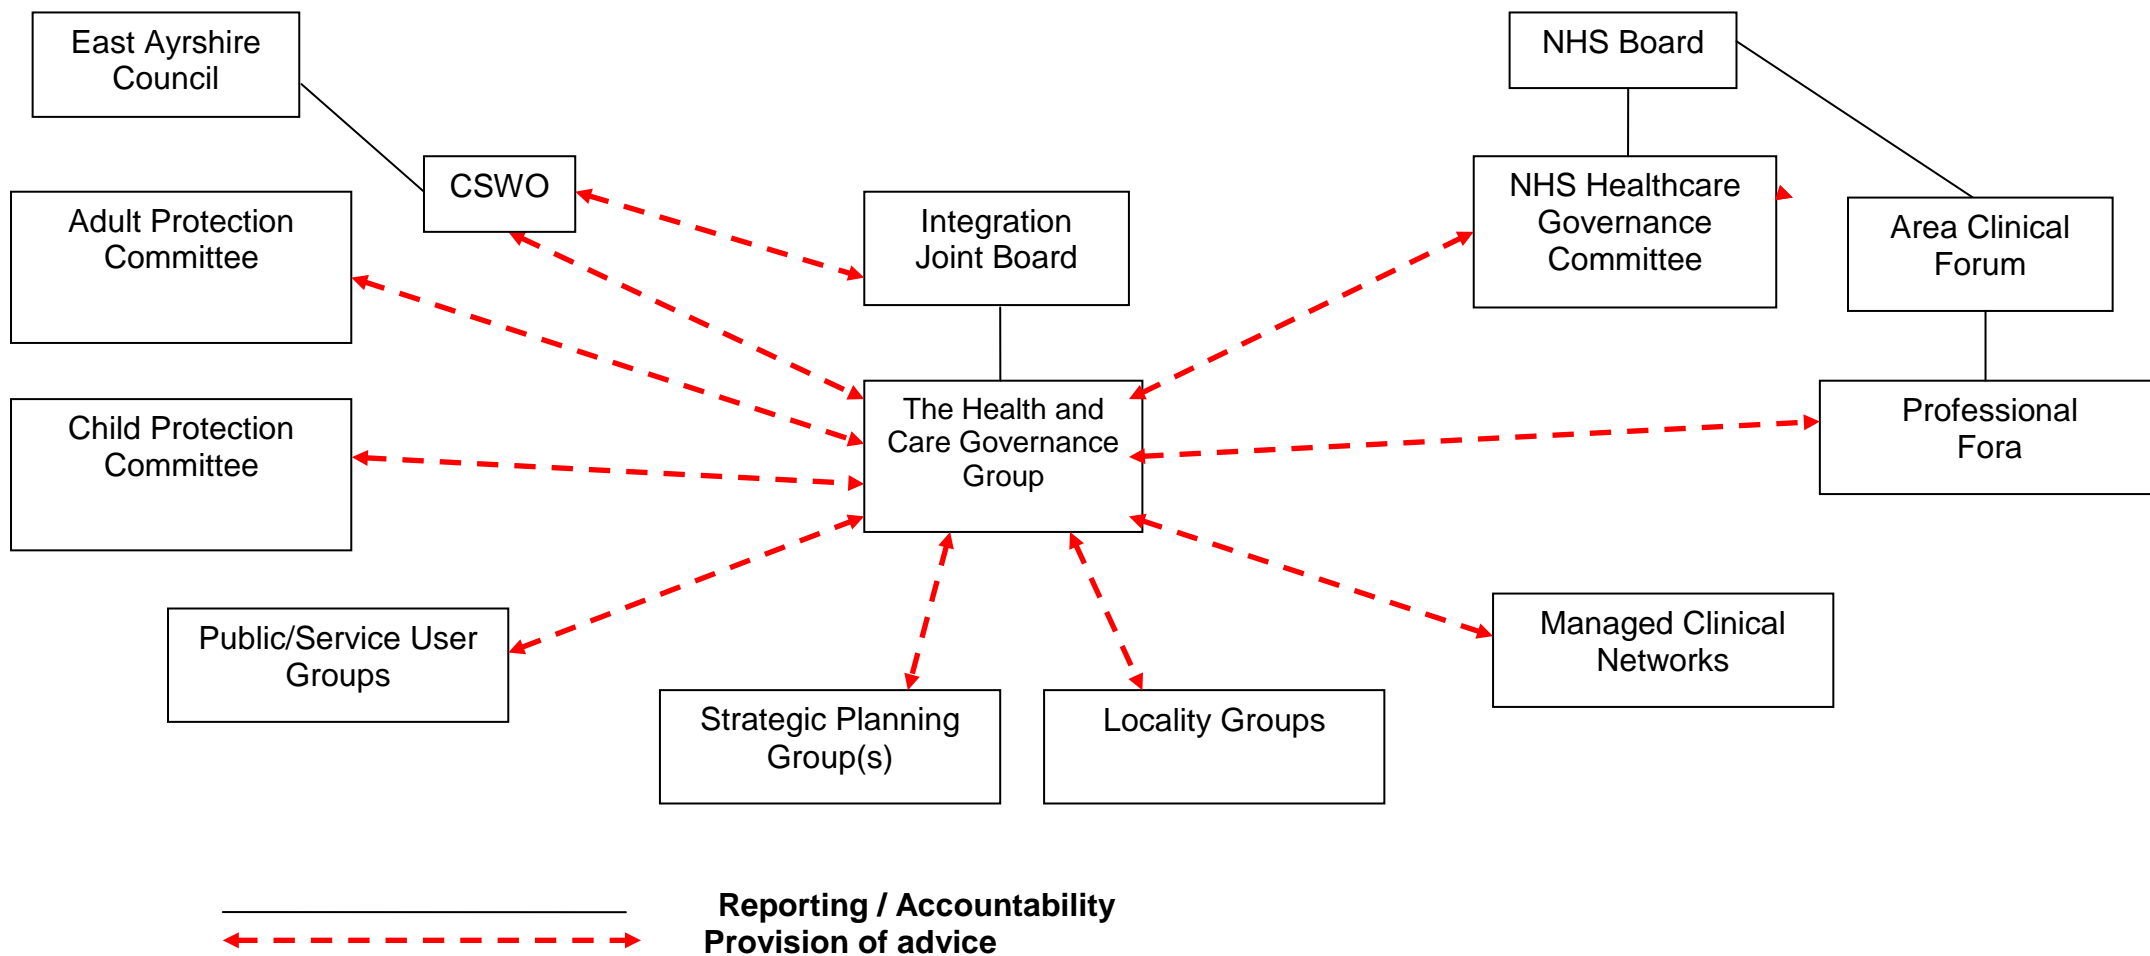 East Ayrshire
Council
NHS Board
CSWO
Adult Protection
Committee
Integration
Joint Board
NHS Healthcare
Governance
Committee
Area Clinical
Forum
Child Protection
Committee
The Health and
Care Governance
Group
Professional
Fora
Public/Service User
Groups
Strategic Planning
Group(s)
Locality Groups
Managed Clinical
Networks
Reporting / Accountability
Provision of advice